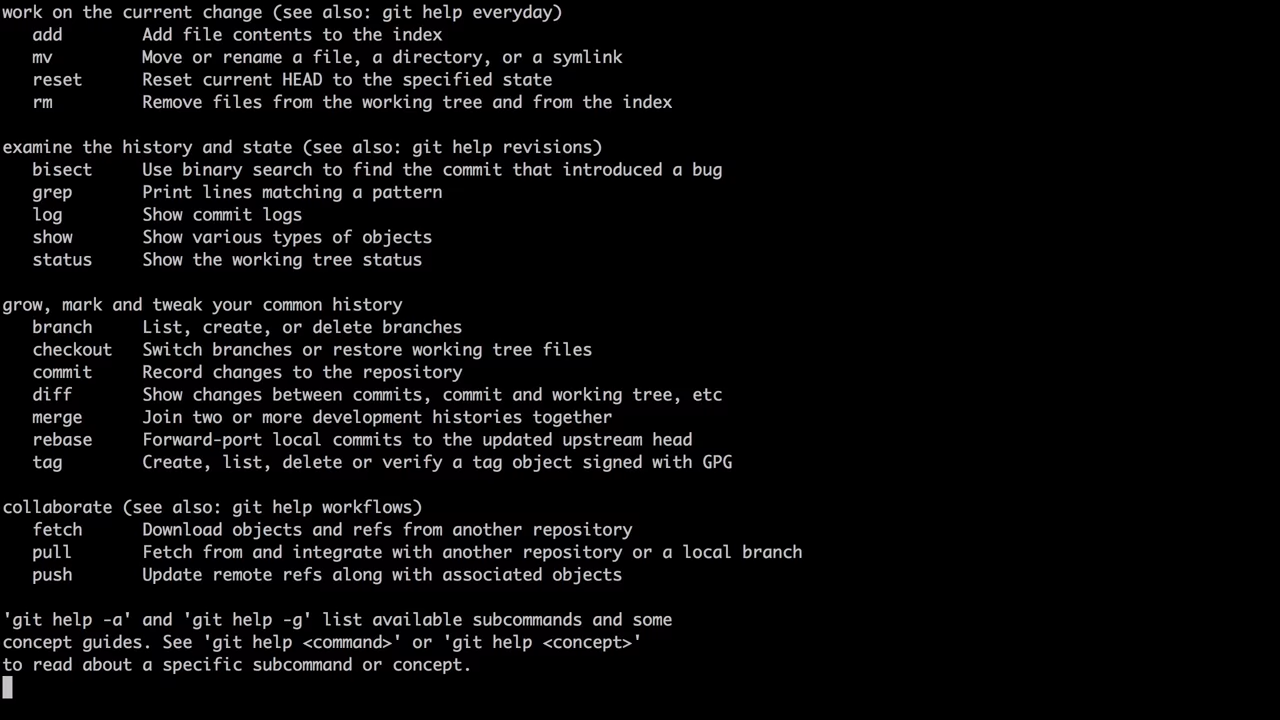 work on the current change (see also: git help everyday)
   add        Add file contents to the index
   mv         Move or rename a file, a directory, or a symlink
   reset      Reset current HEAD to the specified state
   rm         Remove files from the working tree and from the index

examine the history and state (see also: git help revisions)
   bisect     Use binary search to find the commit that introduced a bug
   grep       Print lines matching a pattern
   log        Show commit logs
   show       Show various types of objects
   status     Show the working tree status

grow, mark and tweak your common history
   branch     List, create, or delete branches
   checkout   Switch branches or restore working tree files
   commit     Record changes to the repository
   diff       Show changes between commits, commit and working tree, etc
   merge      Join two or more development histories together
   rebase     Forward-port local commits to the updated upstream head
   tag        Create, list, delete or verify a tag object signed with GPG

collaborate (see also: git help workflows)
   fetch      Download objects and refs from another repository
   pull       Fetch from and integrate with another repository or a local branch
   push       Update remote refs along with associated objects

'git help -a' and 'git help -g' list available subcommands and some
concept guides. See 'git help <command>' or 'git help <concept>'
to read about a specific subcommand or concept.